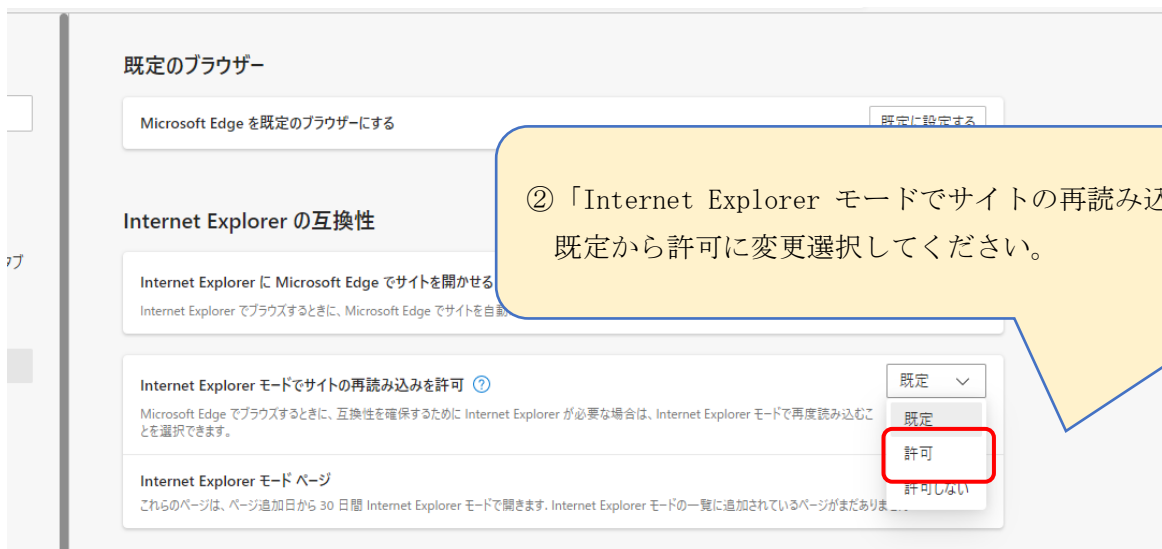 既定のブラウザー
Microsoft Edge を既定のブラウザーにする
既定に設定する
②「Internet Explorer モードでサイトの再読み込
既定から許可に変更選択してください。
Internet Explorer の互換性
タブ
Internet Explorer に Microsoft Edge でサイトを開かせる
Internet Explorer でブラウズするときに、Microsoft Edge でサイトを自動
Internet Explorer モードでサイトの再読み込みを許可 ?
既定
Microsoft Edge でブラウズするときに、互換性を確保するために Internet Explorer が必要な場合は、Internet Explorer モードで再度読み込むこ
とを選択できます。
既定
許可
許可しない
Internet Explorer モード ページ
これらのページは、ページ追加日から 30 日間 Internet Explorer モードで開きます. Internet Explorer モードの一覧に追加されているページがまだありま